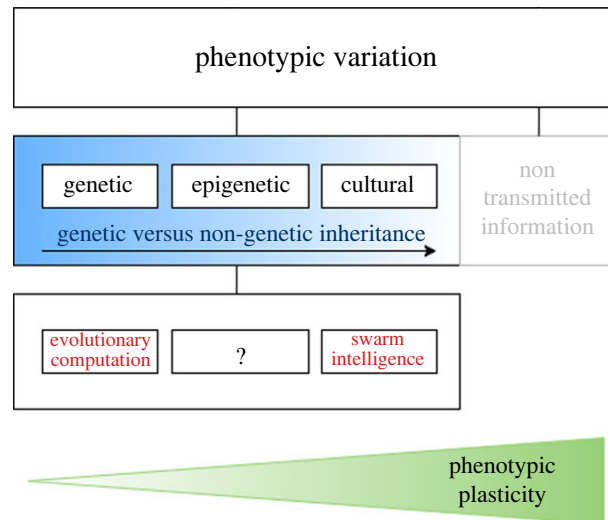 phenotypic variation
genetic
epigenetic
cultural
genetic versus non-genetic inheritance
non
transmitted
information
evolutionary
computation
?
swarm
intelligence
phenotypic
plasticity